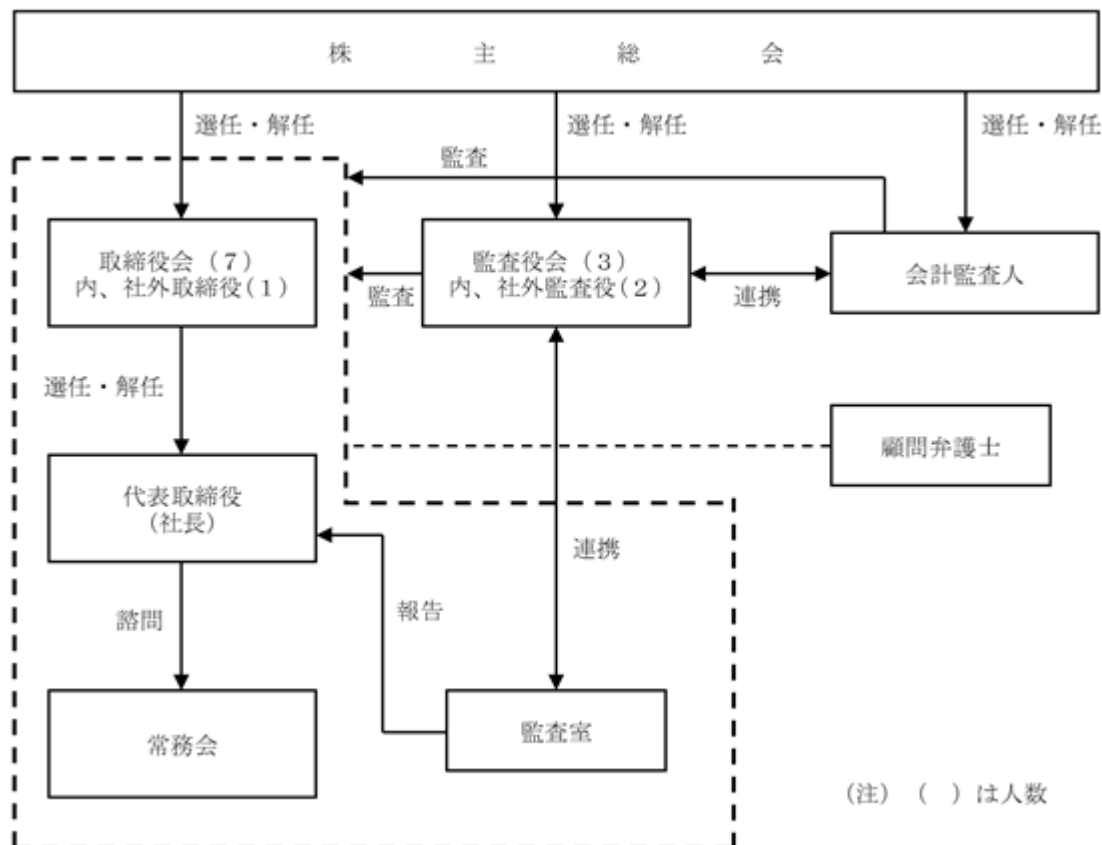 株主総会
選任・解任
選任・解任
選任・解任
監査
取締役会（７）
内、社外取締役(１)
監査
監査役会（３）
内、社外監査役(２)
連携
会計監査人
選任・解任
顧問弁護士
代表取締役
(社長)
連携
諮問
報告
常務会
監査室
(注)（　）は人数